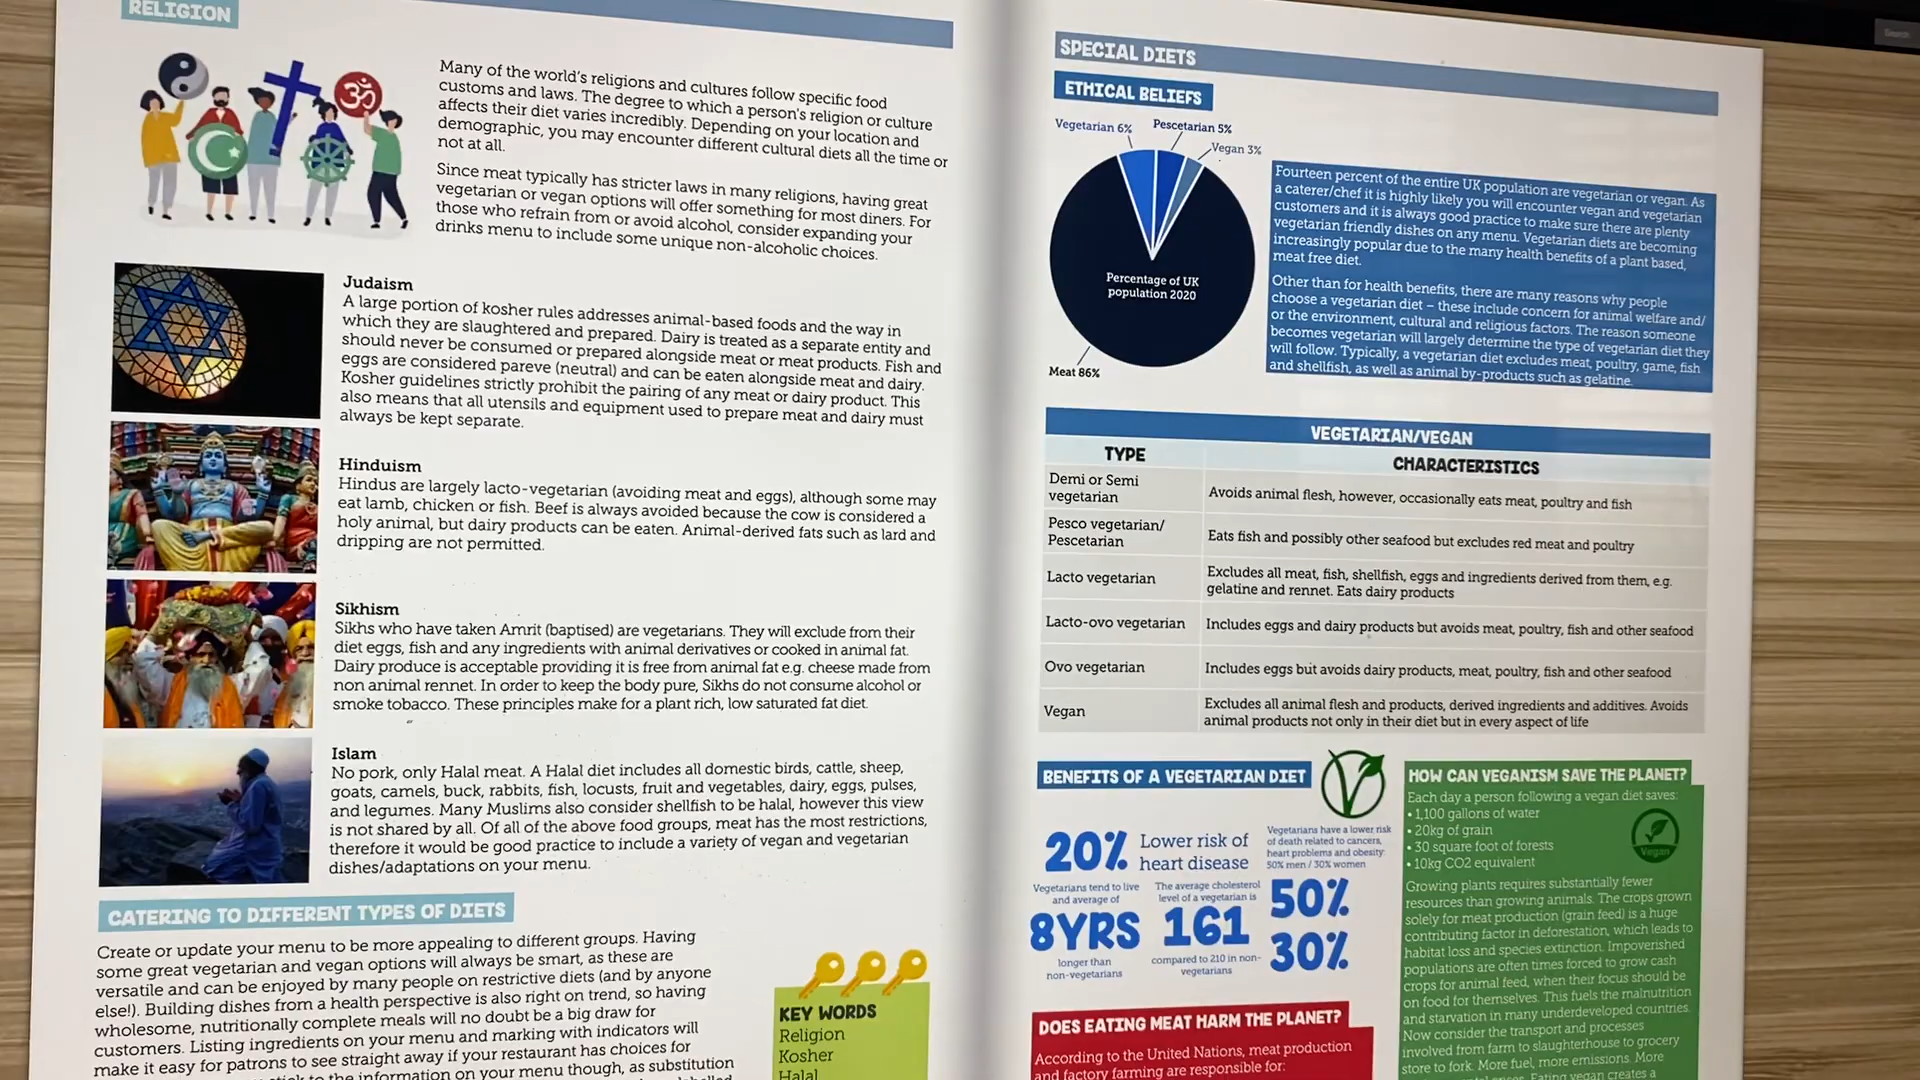 RELIGION
Many of the world's religions and cultures follow specific food
customs and laws. The degree to which a person's religion or culture
affects their diet varies incredibly. Depending on your location and
demographic, you may encounter different cultural diets all the time or
not at all.
Since meat typically has stricter laws in many religions, having great
vegetarian or vegan options will offer something for most diners. For
those who refrain from or avoid alcohol, consider expanding your
drinks menu to include some unique non-alcoholic choices.
Judaism
A large portion of kosher rules addresses animal-based foods and the way in
which they are slaughtered and prepared. Dairy is treated as a separate entity and
should never be consumed or prepared alongside meat or meat products. Fish and
eggs are considered pareve (neutral) and can be eaten alongside meat and dairy.
Kosher guidelines strictly prohibit the pairing of any meat or dairy product. This
also means that all utensils and equipment used to prepare meat and dairy must
always be kept separate.
Hinduism
Hindus are largely lacto-vegetarian (avoiding meat and eggs), although some may
eat lamb, chicken or fish. Beef is always avoided because the cow is considered a
holy animal, but dairy products can be eaten. Animal-derived fats such as lard and
dripping are not permitted.
Sikhism
Sikhs who have taken Amrit (baptised) are vegetarians. They will exclude from their
diet eggs, fish and any ingredients with animal derivatives or cooked in animal fat.
Dairy produce is acceptable providing it is free from animal fat e.g. cheese made from
non animal rennet. In order to keep the body pure, Sikhs do not consume alcohol or
smoke tobacco. These principles make for a plant rich, low saturated fat diet.
Islam
No pork, only Halal meat. A Halal diet includes all domestic birds, cattle, sheep,
goats, camels, buck, rabbits, fish, locusts, fruit and vegetables, dairy, eggs, pulses,
and legumes. Many Muslims also consider shellfish to be halal, however this view
is not shared by all. Of all of the above food groups, meat has the most restrictions,
therefore it would be good practice to include a variety of vegan and vegetarian
dishes/adaptations on your menu.
CATERING TO DIFFERENT TYPES OF DIETS
Create or update your menu to be more appealing to different groups. Having
some great vegetarian and vegan options will always be smart, as these are
versatile and can be enjoyed by many people on restrictive diets (and by anyone
else!). Building dishes from a health perspective is also right on trend, so having
wholesome, nutritionally complete meals will no doubt be a big draw for
customers. Listing ingredients on your menu and marking with indicators will
make it easy for patrons to see straight away if your restaurant has choices for
to the information on your menu though, as substitution
KEY WORDS
Religion
Kosher
Halal
SPECIAL DIETS
ETHICAL BELIEFS
Vegetarian 6%
Pescetarian 5%
Vegan 3%
Percentage of UK
population 2020
Meat 86%
Fourteen percent of the entire UK population are vegetarian or vegan. As
a caterer/chef it is highly likely you will encounter vegan and vegetarian
customers and it is always good practice to make sure there are plenty
vegetarian friendly dishes on any menu. Vegetarian diets are becoming
increasingly popular due to the many health benefits of a plant based,
meat free diet.
Other than for health benefits, there are many reasons why people
choose a vegetarian diet – these include concern for animal welfare and/
or the environment, cultural and religious factors. The reason someone
becomes vegetarian will largely determine the type of vegetarian diet they
will follow. Typically, a vegetarian diet excludes meat, poultry, game, fish
and shellfish, as well as animal by-products such as gelatine.
VEGETARIAN/VEGAN
TYPE
CHARACTERISTICS
Demi or Semi
vegetarian
Avoids animal flesh, however, occasionally eats meat, poultry and fish
Pesco vegetarian/
Pescetarian
Eats fish and possibly other seafood but excludes red meat and poultry
Lacto vegetarian
Excludes all meat, fish, shellfish, eggs and ingredients derived from them, e.g.
gelatine and rennet. Eats dairy products
Lacto-ovo vegetarian
Includes eggs and dairy products but avoids meat, poultry, fish and other seafood
Ovo vegetarian
Includes eggs but avoids dairy products, meat, poultry, fish and other seafood
Vegan
Excludes all animal flesh and products, derived ingredients and additives. Avoids
animal products not only in their diet but in every aspect of life
BENEFITS OF A VEGETARIAN DIET
20%
Lower risk of
heart disease
Vegetarians have a lower risk
of death related to cancers,
heart problems and obesity:
50% men / 30% women
50%
30%
Vegetarians tend to live
and average of
8YRS
longer than
non-vegetarians
The average cholesterol
level of a vegetarian is
161
compared to 210 in non-
vegetarians
DOES EATING MEAT HARM THE PLANET?
According to the United Nations, meat production
and factory farming are responsible for:
HOW CAN VEGANISM SAVE THE PLANET?
Each day a person following a vegan diet saves:
• 1,100 gallons of water
• 20kg of grain
• 30 square foot of forests
• 10kg CO2 equivalent
Vegan
Growing plants requires substantially fewer
resources than growing animals. The crops grown
solely for meat production (grain feed) is a huge
contributing factor in deforestation, which leads to
habitat loss and species extinction. Impoverished
populations are often times forced to grow cash
crops for animal feed, when their focus should be
on food for themselves. This fuels the malnutrition
and starvation in many underdeveloped countries.
Now consider the transport and processes
involved from farm to slaughterhouse to grocery
store to fork. More fuel, more emissions. More
Eating vegan creates a